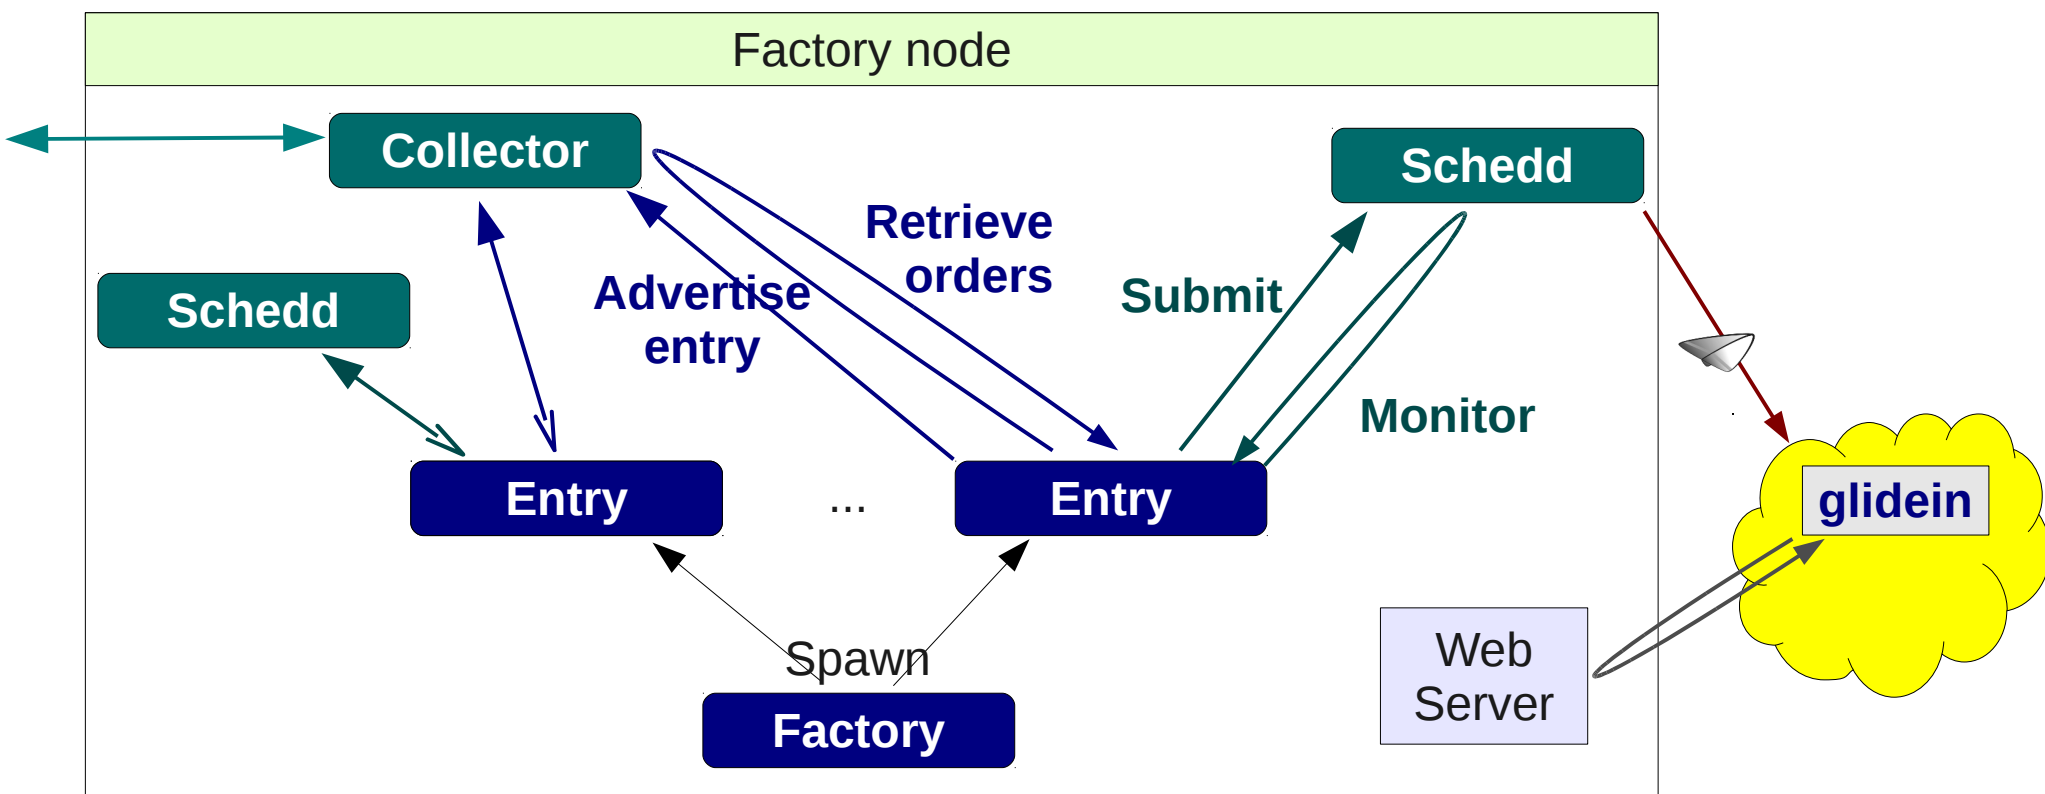 Factory node
Collector
Schedd
Retrieve
orders
Advertise
entry
Submit
Schedd
Monitor
Entry
...
Entry
glidein
Spawn
Web
Server
Factory